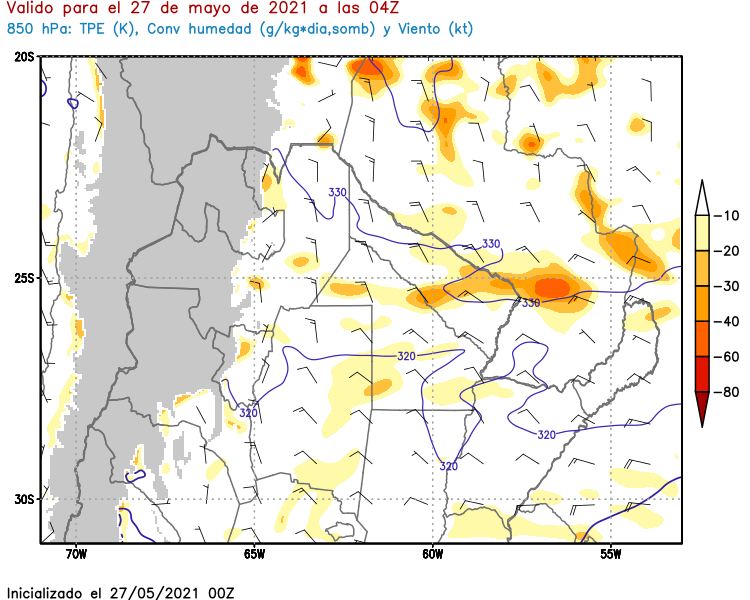 Valido para el 27 de mayo de 2021 a las 04Z
850 hPa: TPE (K), Conv humedad (g/kg*dia,somb) y Viento (kt)
20S
25S
30S
70W
65W
60W
55W
330
330
330
320
320
320
320
−10
−20
−30
−40
−60
−80
Inicializado el 27/05/2021 00Z